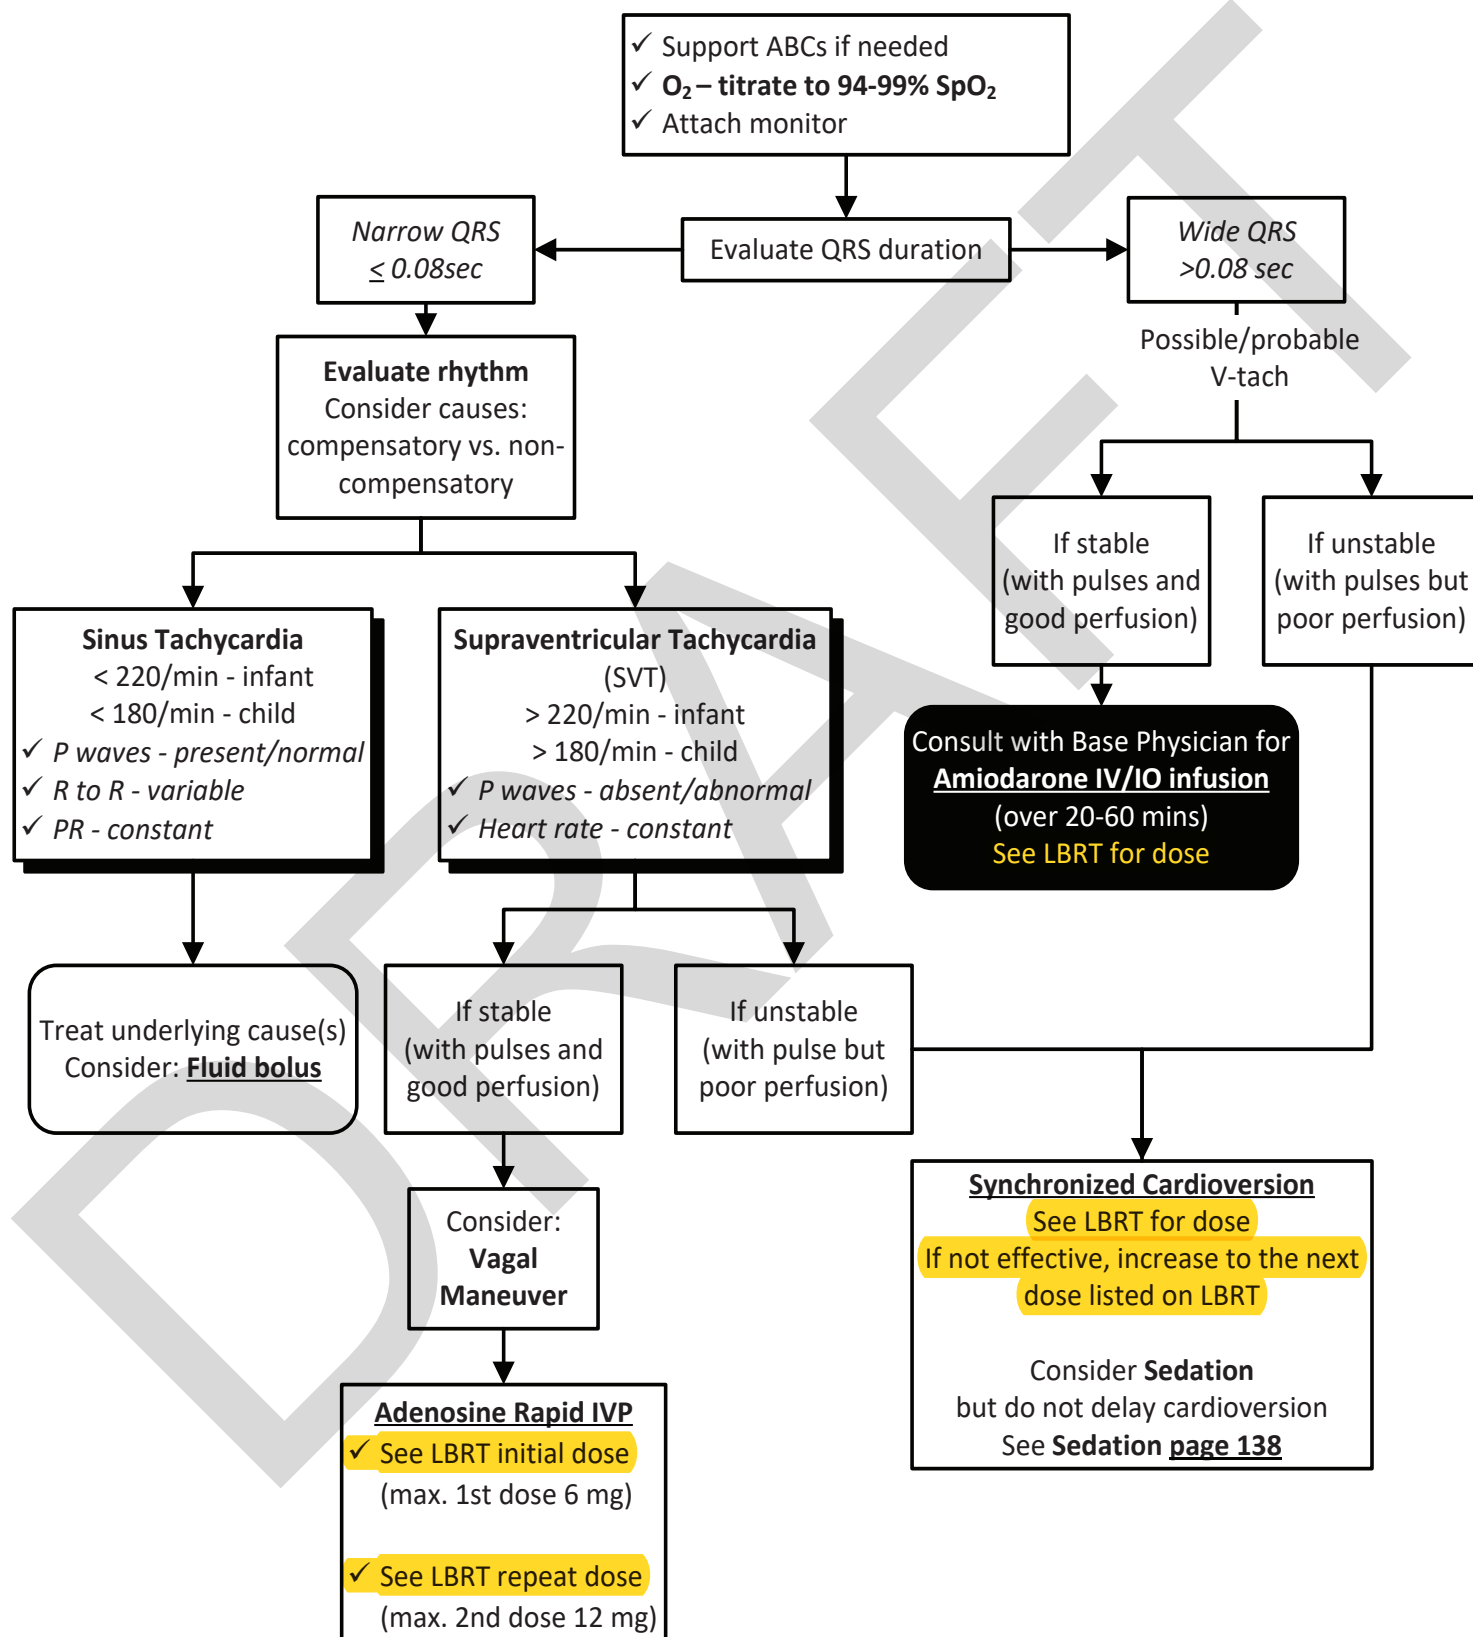 ✓ Support ABCs if needed
✓ O₂ – titrate to 94-99% SpO₂
✓ Attach monitor
Evaluate QRS duration
Narrow QRS
≤ 0.08sec
Wide QRS
>0.08 sec
Evaluate rhythm
Consider causes:
compensatory vs. non-
compensatory
Possible/probable
V-tach
If stable
(with pulses and
good perfusion)
If unstable
(with pulses but
poor perfusion)
Sinus Tachycardia
< 220/min - infant
< 180/min - child
✓ P waves - present/normal
✓ R to R - variable
✓ PR - constant
Supraventricular Tachycardia
(SVT)
> 220/min - infant
> 180/min - child
✓ P waves - absent/abnormal
✓ Heart rate - constant
Consult with Base Physician for
Amiodarone IV/IO infusion
(over 20-60 mins)
See LBRT for dose
Treat underlying cause(s)
Consider: Fluid bolus
If stable
(with pulses and
good perfusion)
If unstable
(with pulse but
poor perfusion)
Consider:
Vagal
Maneuver
Synchronized Cardioversion
See LBRT for dose
If not effective, increase to the next
dose listed on LBRT
Consider Sedation
but do not delay cardioversion
See Sedation page 138
Adenosine Rapid IVP
✓ See LBRT initial dose
(max. 1st dose 6 mg)
✓ See LBRT repeat dose
(max. 2nd dose 12 mg)
DRAFT